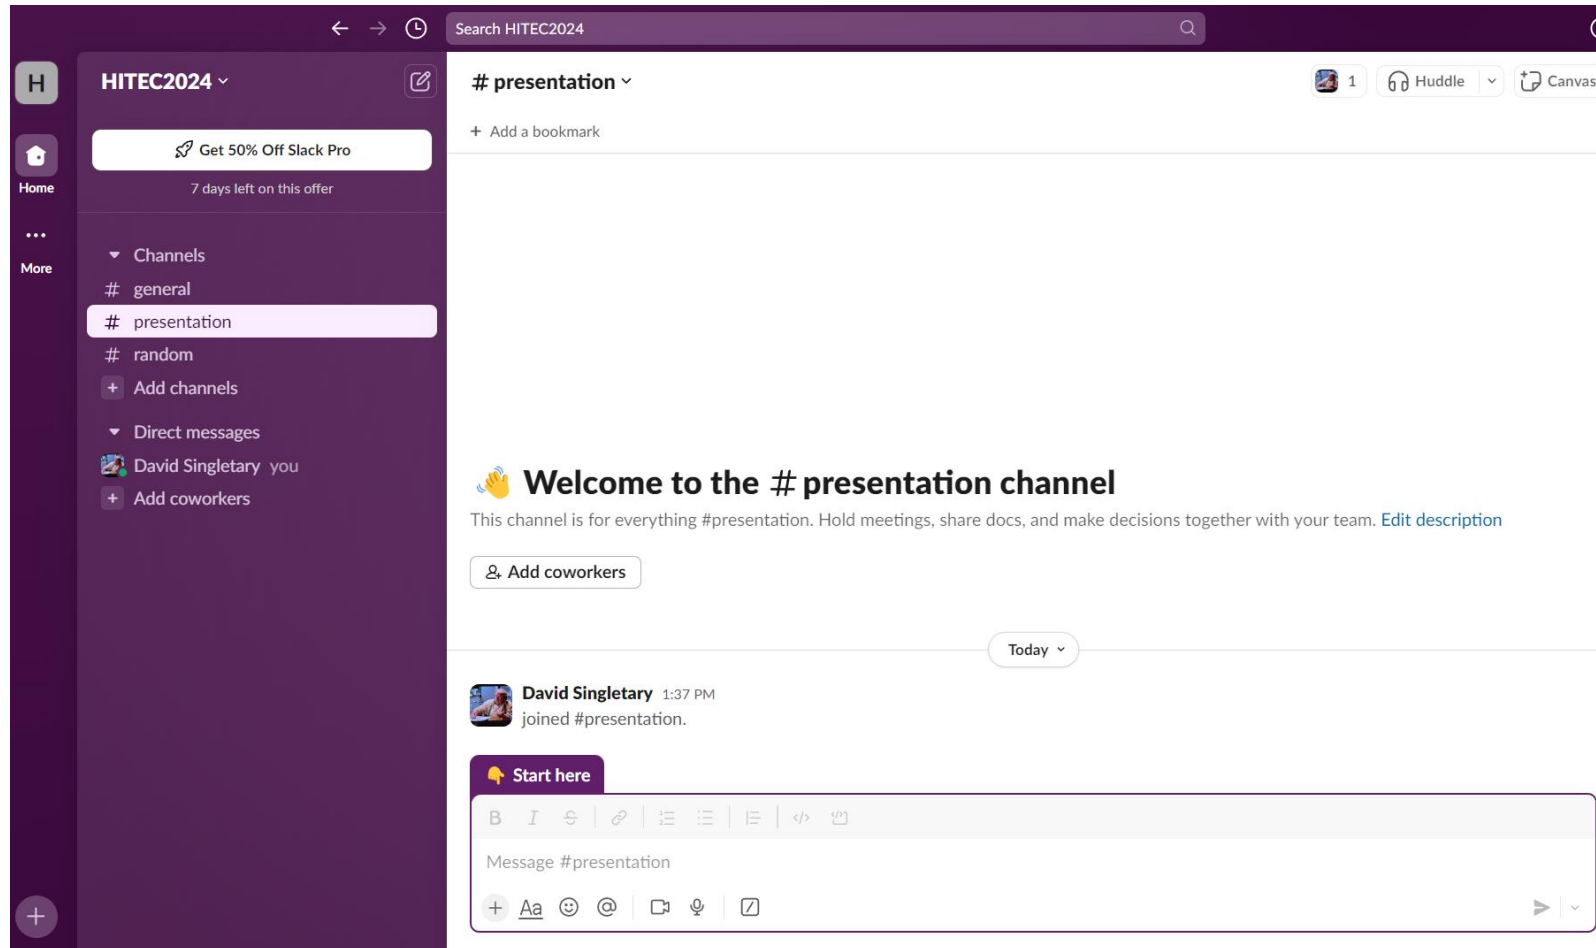 Search HITEC2024
H
Home
More
HITEC2024
Get 50% Off Slack Pro
7 days left on this offer
Channels
# general
# presentation
# random
+ Add channels
Direct messages
David Singletary you
+ Add coworkers
# presentation
1
Huddle
Canvas
+ Add a bookmark
Welcome to the # presentation channel
This channel is for everything #presentation. Hold meetings, share docs, and make decisions together with your team. Edit description
Add coworkers
Today
David Singletary 1:37 PM
joined #presentation.
Start here
B I S
Message #presentation
+ Aa @